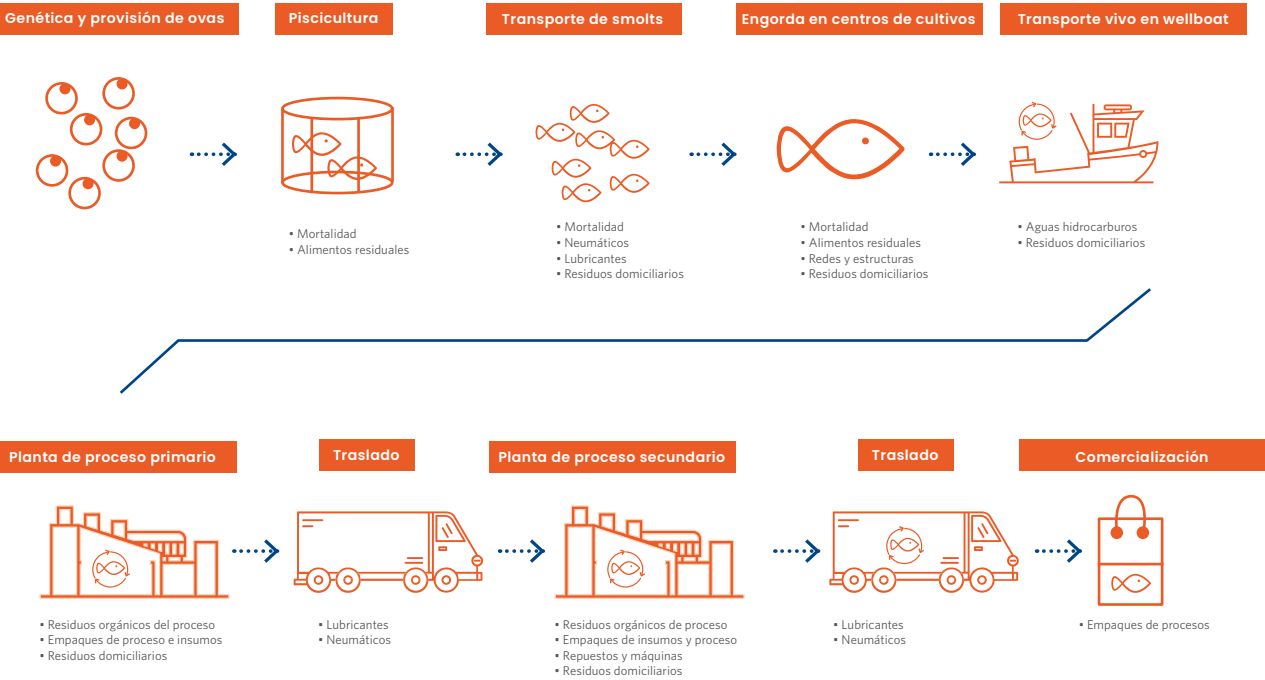 Genética y provisión de ovas
Piscicultura
Transporte de smolts
Engorda en centros de cultivos
Transporte vivo en wellboat
▪ Mortalidad
▪ Alimentos residuales
▪ Mortalidad
▪ Neumáticos
▪ Lubricantes
▪ Residuos domiciliarios
▪ Mortalidad
▪ Alimentos residuales
▪ Redes y estructuras
▪ Residuos domiciliarios
▪ Aguas hidrocarburos
▪ Residuos domiciliarios
Planta de proceso primario
Traslado
Planta de proceso secundario
Traslado
Comercialización
▪ Residuos orgánicos del proceso
▪ Empaques de proceso e insumos
▪ Residuos domiciliarios
▪ Lubricantes
▪ Neumáticos
▪ Residuos orgánicos de proceso
▪ Empaques de insumos y proceso
▪ Repuestos y máquinas
▪ Residuos domiciliarios
▪ Lubricantes
▪ Neumáticos
▪ Empaques de procesos